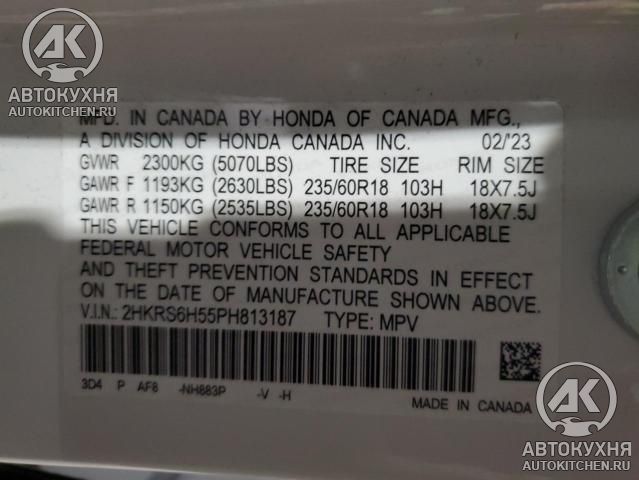 AK
АВТОКУХНЯ
AUTOKITCHEN.RU
MFD. IN CANADA BY HONDA OF CANADA MFG.,
A DIVISION OF HONDA CANADA INC. 02/'23
GVWR 2300KG (5070LBS) TIRE SIZE RIM SIZE
GAWR F 1193KG (2630LBS) 235/60R18 103H 18X7.5J
GAWR R 1150KG (2535LBS) 235/60R18 103H 18X7.5J
THIS VEHICLE CONFORMS TO ALL APPLICABLE
FEDERAL MOTOR VEHICLE SAFETY
AND THEFT PREVENTION STANDARDS IN EFFECT
ON THE DATE OF MANUFACTURE SHOWN ABOVE.
V.I.N.: 2HKRS6H55PH813187 TYPE: MPV
3D4 P AF8 -NH883P -V -H
MADE IN CANADA
AK
АВТОКУХНЯ
AUTOKITCHEN.RU